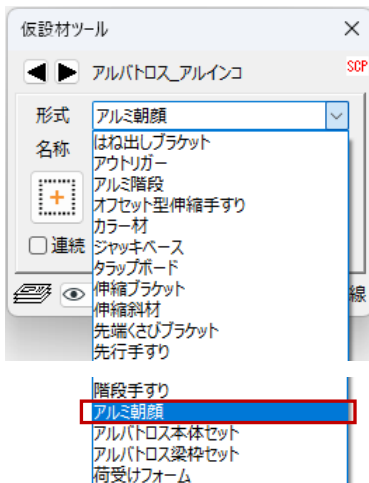 仮設材ツール
アルバトロス_アルインコ
SCP
形式 アルミ朝顔
名称
はね出しブラケット
アウトリガー
アルミ階段
オフセット型伸縮手すり
カラー材
連続
ジャッキベース
タラップボード
伸縮ブラケット
線
伸縮斜材
先端くさびブラケット
先行手すり
階段手すり
アルミ朝顔
アルバトロス本体セット
アルバトロス梁枠セット
荷受けフォーム